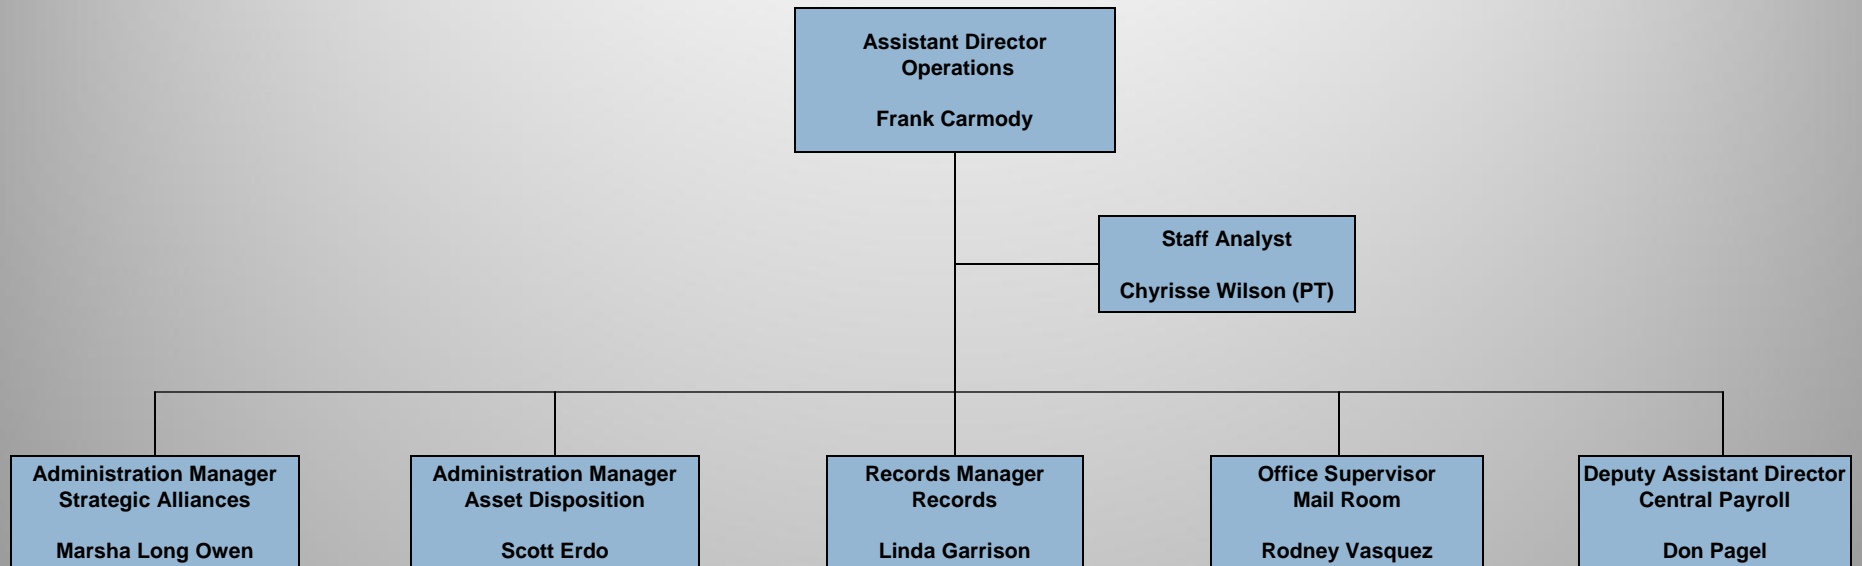 Assistant Director
Operations
Frank Carmody
Staff Analyst
Chyrisse Wilson (PT)
Administration Manager
Strategic Alliances
Marsha Long Owen
Administration Manager
Asset Disposition
Scott Erdo
Records Manager
Records
Linda Garrison
Office Supervisor
Mail Room
Rodney Vasquez
Deputy Assistant Director
Central Payroll
Don Pagel